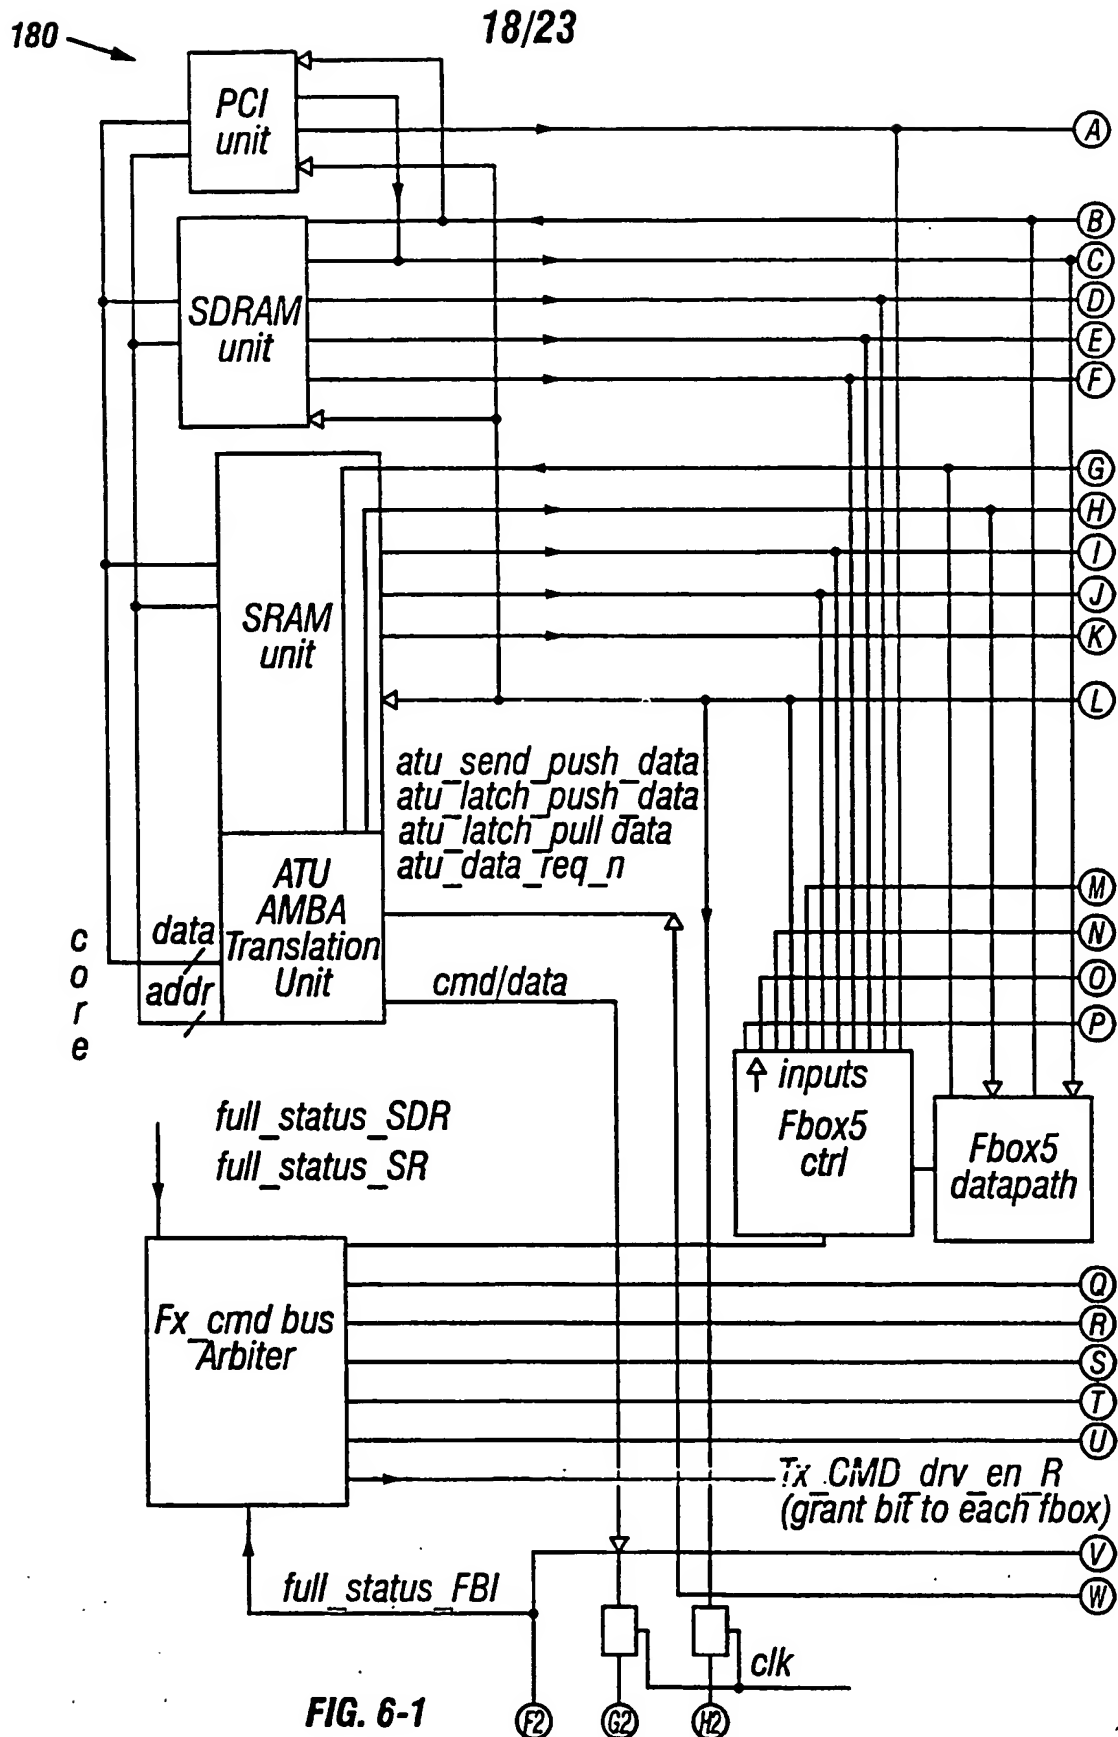 18/23
180
PCI
unit
A
B
C
SDRAM
unit
D
E
F
G
H
I
SRAM
unit
J
K
L
atu_send_push_data
atu_latch_push_data
atu_latch_pull data
atu_data_req_n
ATU
AMBA
Translation
Unit
core
data
addr
cmd/data
M
N
O
P
inputs
Fbox5
ctrl
Fbox5
datapath
full_status_SDR
full_status_SR
Fx_cmd bus
Arbiter
Q
R
S
T
U
Tx_CMD_drv_en_R
(grant bit to each fbox)
V
full_status_FBI
W
clk
FIG. 6-1
F2
G2
H2